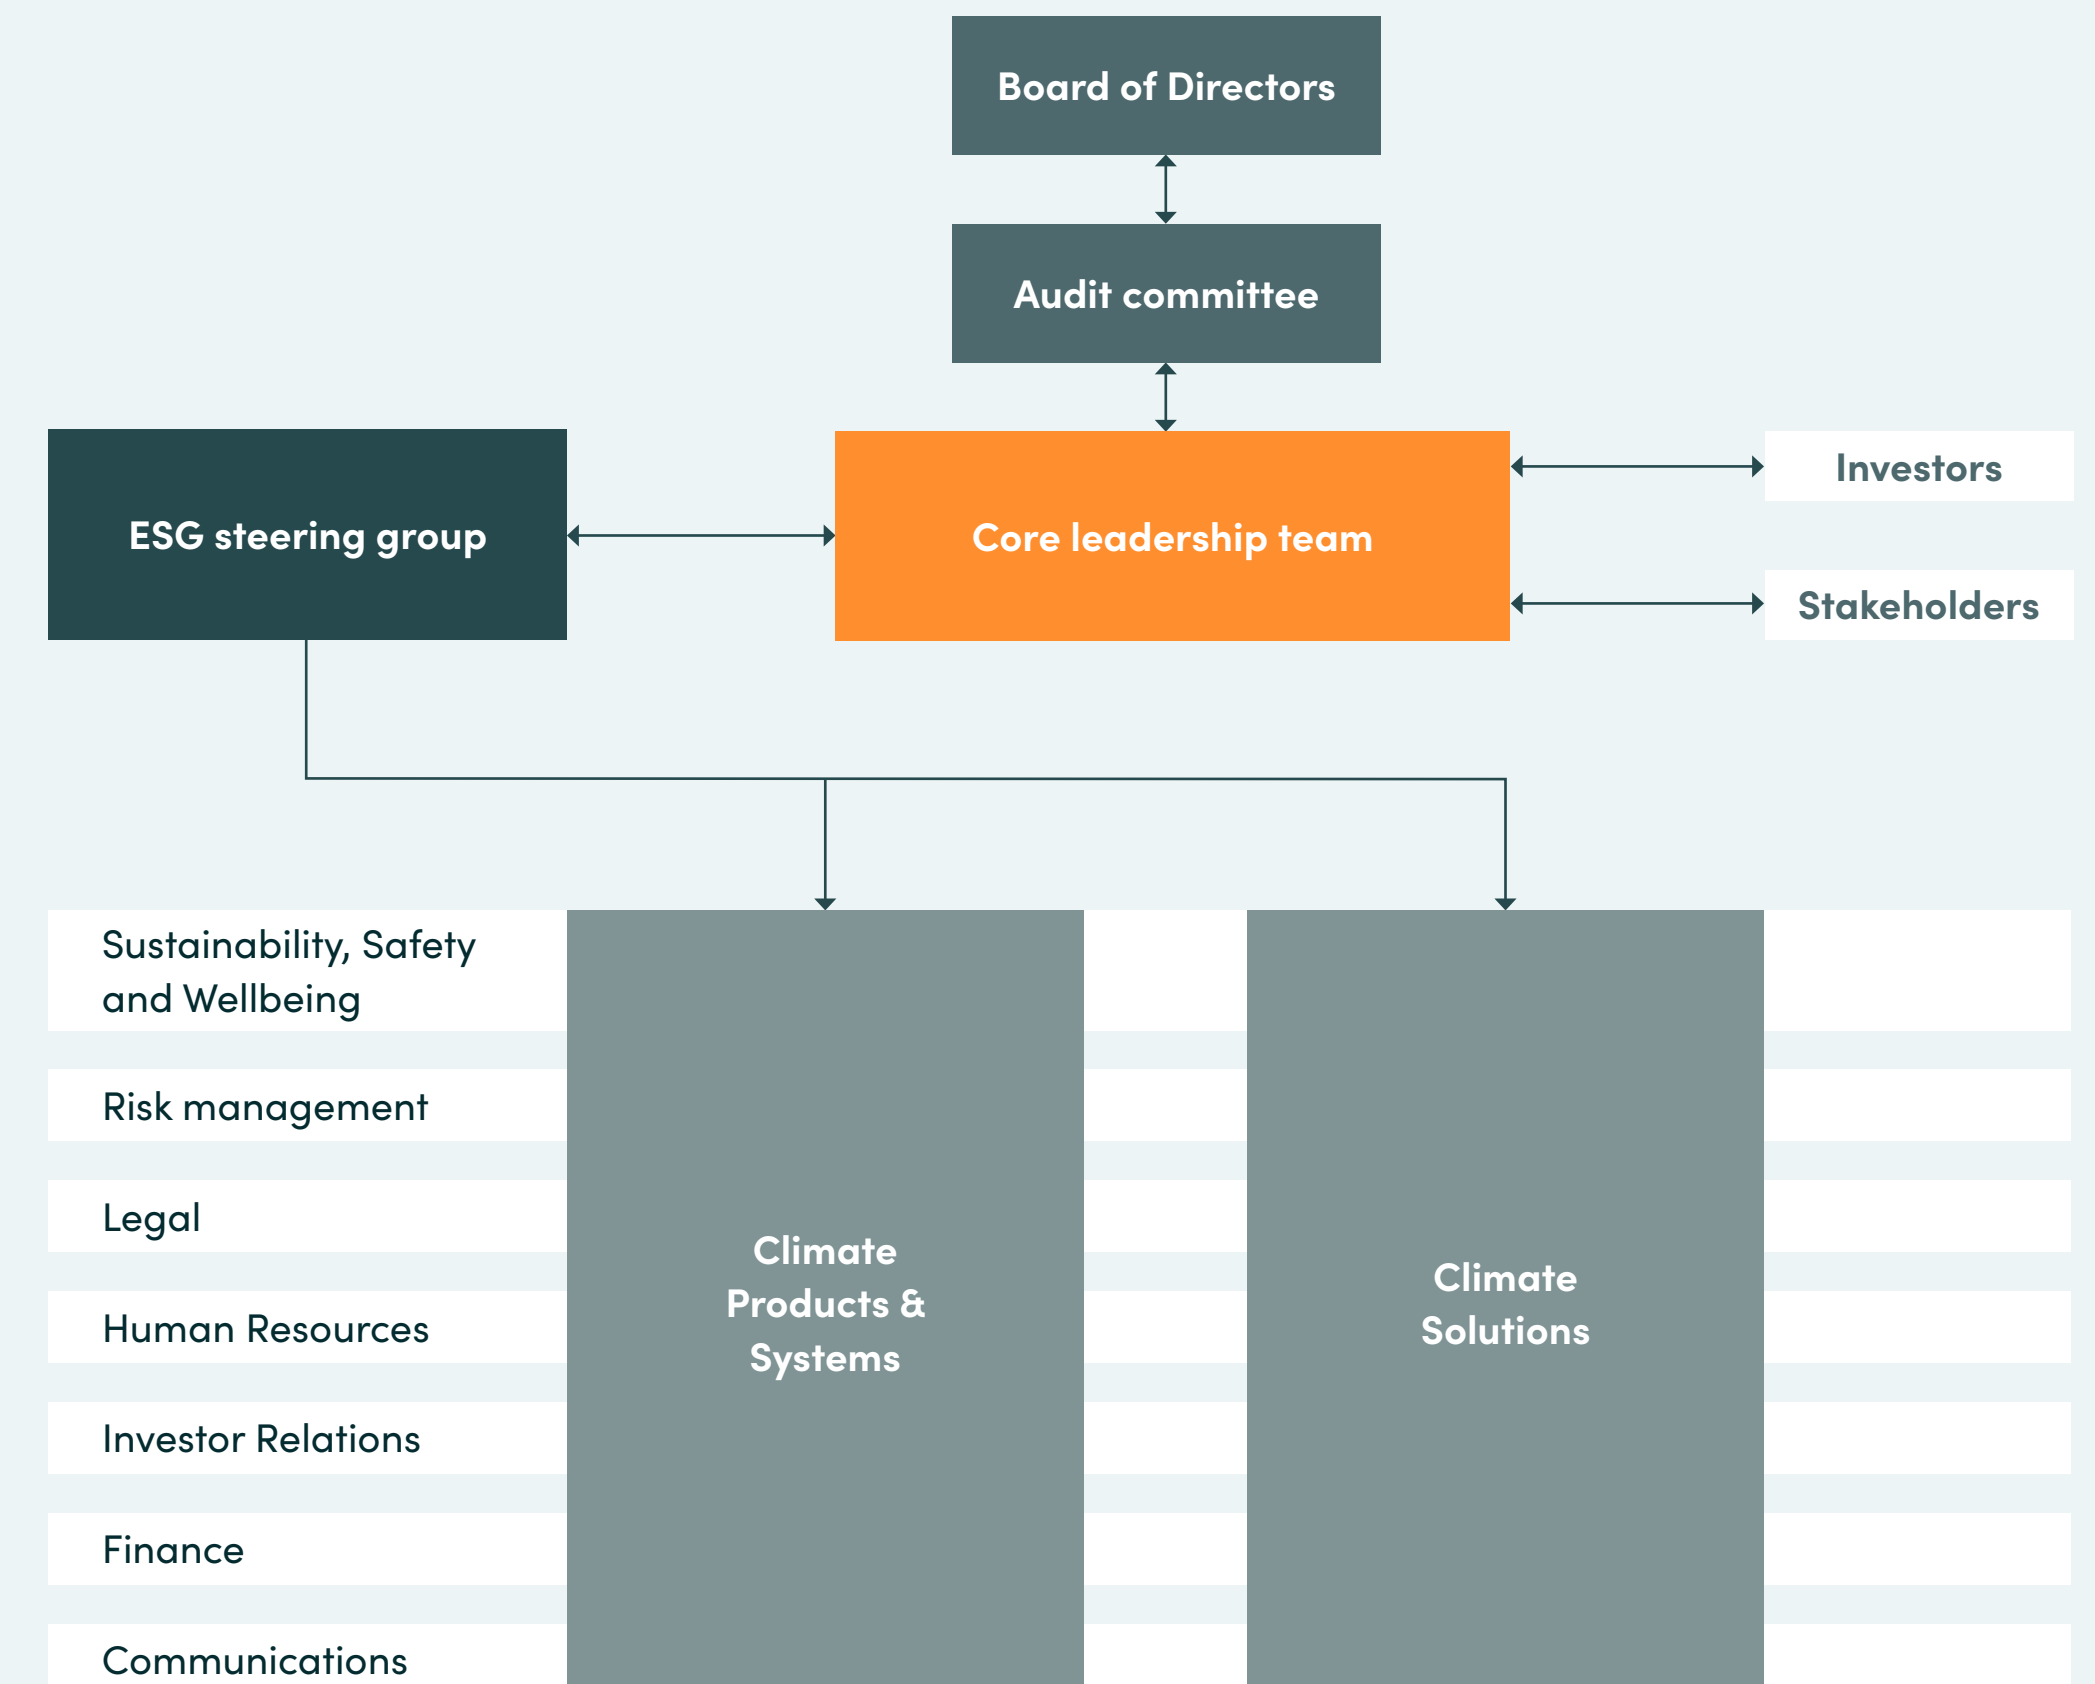 Board of Directors
Audit committee
ESG steering group
Core leadership team
Investors
Stakeholders
Sustainability, Safety
and Wellbeing
Risk management
Legal
Human Resources
Investor Relations
Finance
Communications
Climate
Products &
Systems
Climate
Solutions